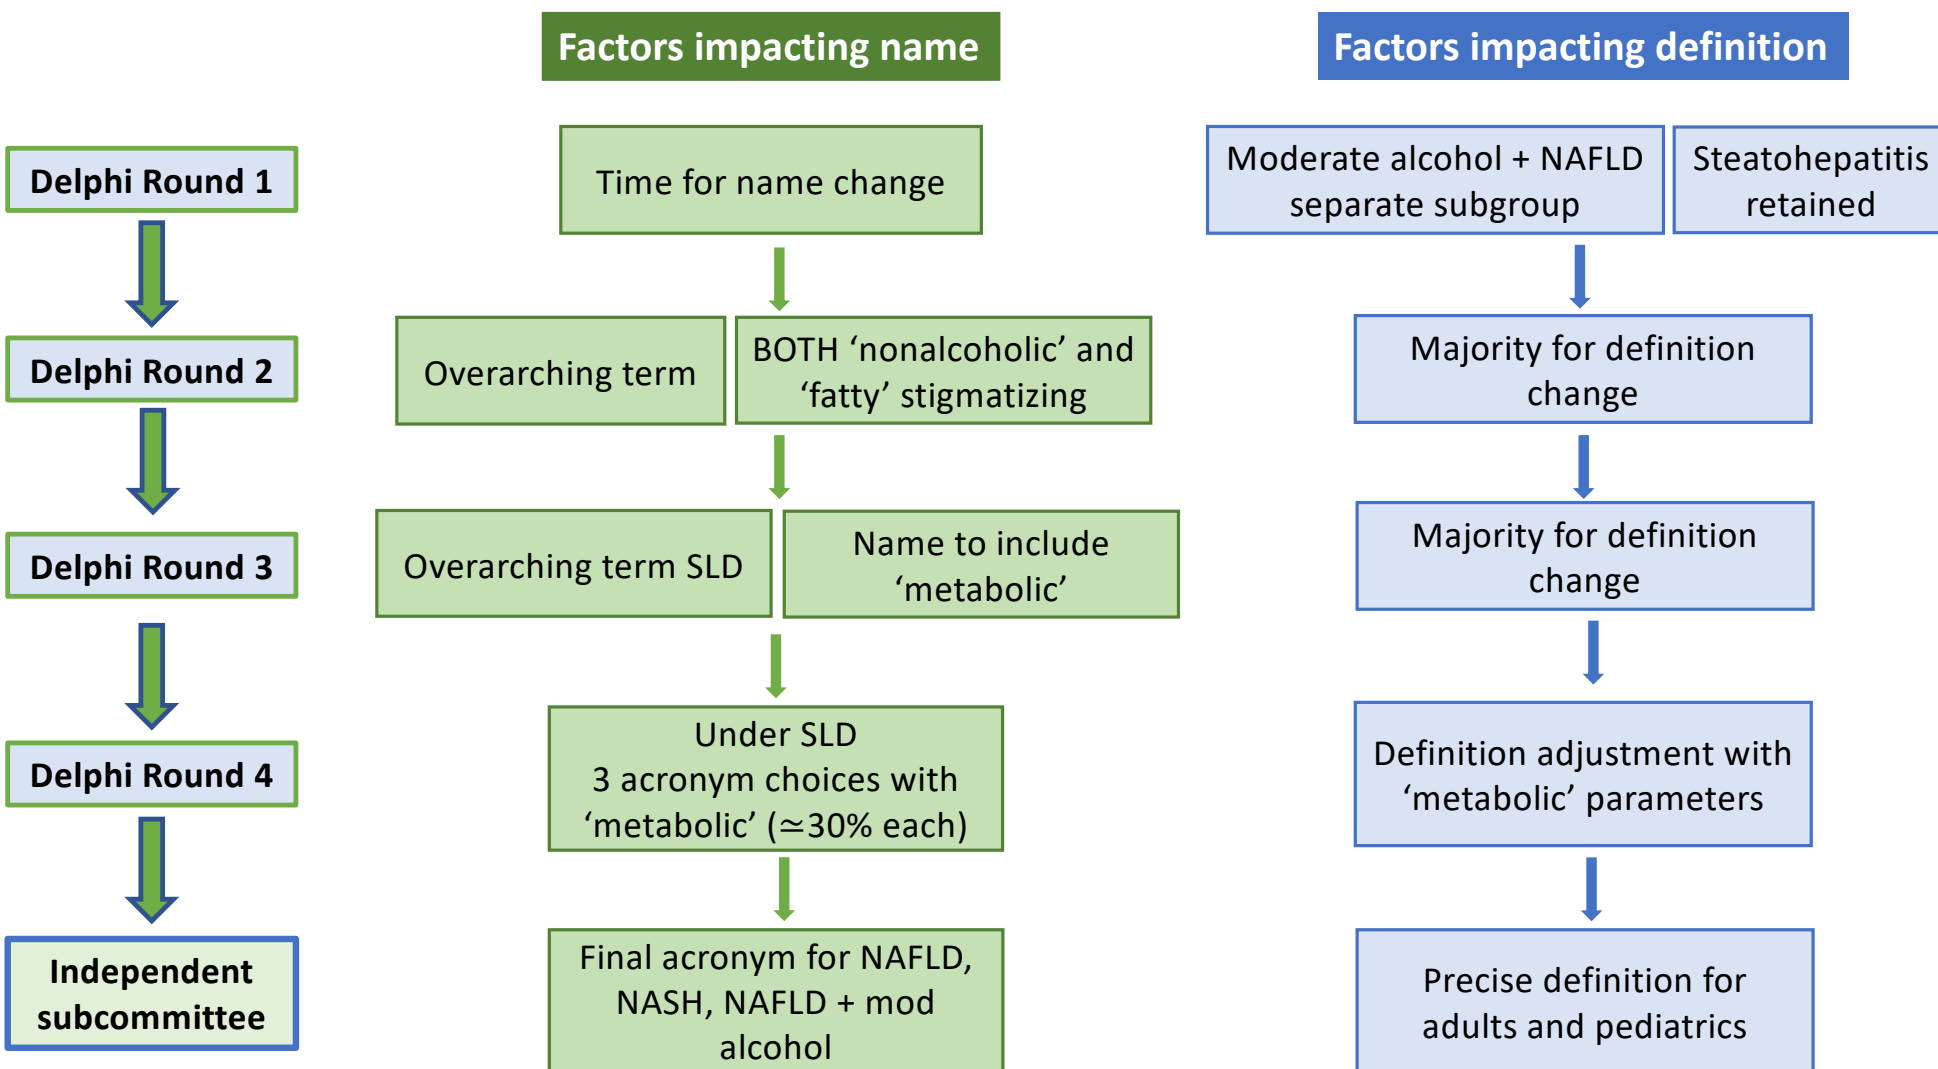 Factors impacting name
Factors impacting definition
Delphi Round 1
Time for name change
Moderate alcohol + NAFLD
separate subgroup
Steatohepatitis
retained
Delphi Round 2
Overarching term
BOTH ‘nonalcoholic’ and
‘fatty’ stigmatizing
Majority for definition
change
Delphi Round 3
Overarching term SLD
Name to include
‘metabolic’
Majority for definition
change
Delphi Round 4
Under SLD
3 acronym choices with
‘metabolic’ (≃30% each)
Definition adjustment with
‘metabolic’ parameters
Independent
subcommittee
Final acronym for NAFLD,
NASH, NAFLD + mod
alcohol
Precise definition for
adults and pediatrics